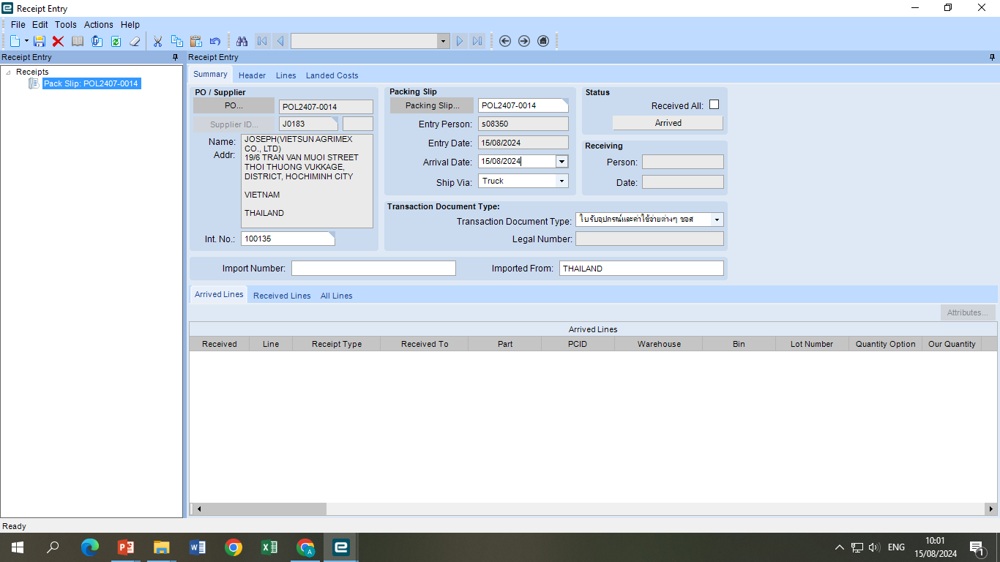 Receipt Entry
File Edit Tools Actions Help
Receipt Entry
Receipts
Pack Slip: POL2407-0014
Receipt Entry
Summary Header Lines Landed Costs
PO / Supplier
PO... POL2407-0014
Supplier ID... J0183
Name: JOSEPH(VIETSUN AGRIMEX
CO., LTD)
Addr: 19/6 TRAN VAN MUOI STREET
THOI THUONG VUKKAGE,
DISTRICT, HOCHIMINH CITY
VIETNAM
THAILAND
Int. No.: 100135
Packing Slip
Packing Slip... POL2407-0014
Entry Person: s08350
Entry Date: 15/08/2024
Arrival Date: 15/08/2024
Ship Via: Truck
Status
Received All:
Arrived
Receiving
Person:
Date:
Transaction Document Type:
Transaction Document Type: ใบรับอุปกรณ์และค่าใช้จ่ายต่างๆ ชอส
Legal Number:
Import Number:
Imported From: THAILAND
Arrived Lines Received Lines All Lines
Attributes...
Arrived Lines
Received Line Receipt Type Received To Part PCID Warehouse Bin Lot Number Quantity Option Our Quantity
Ready
ENG
10:01
15/08/2024
1